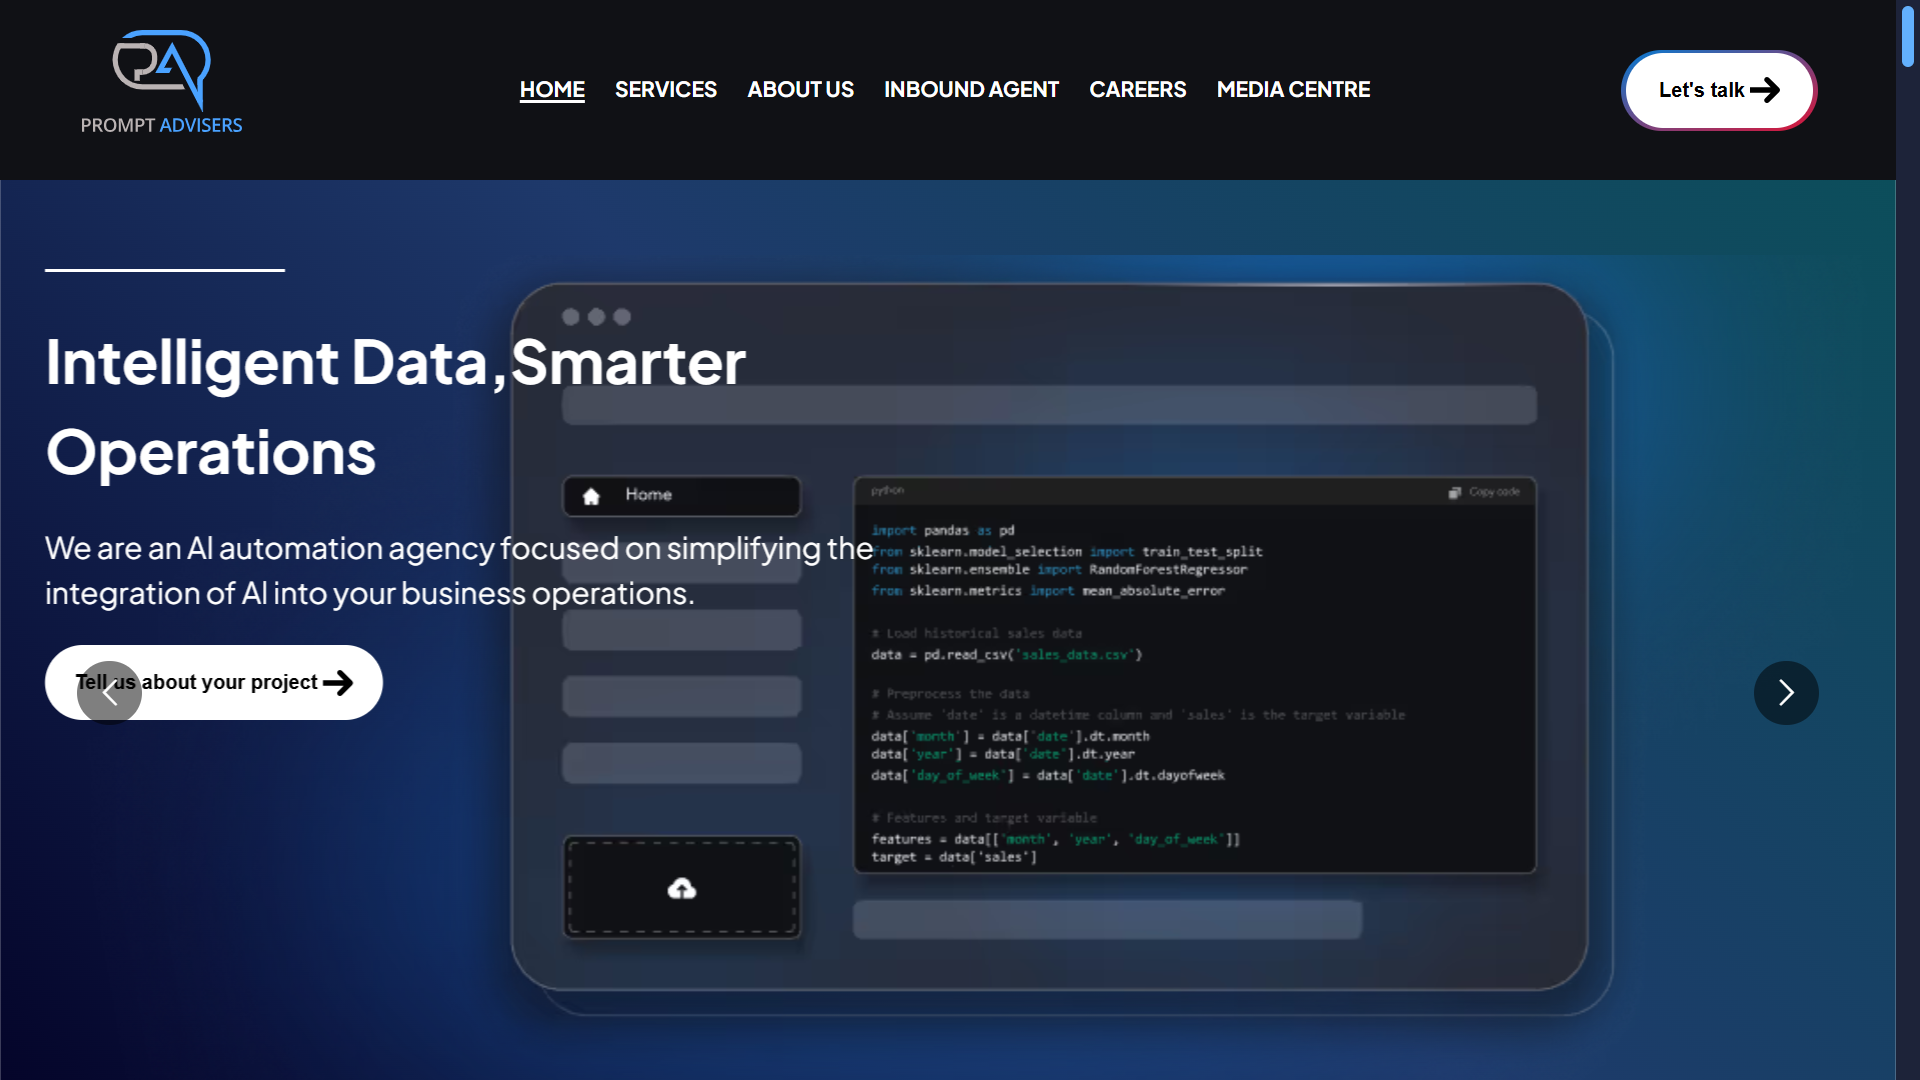 PROMPT ADVISERS
HOME SERVICES ABOUT US INBOUND AGENT CAREERS MEDIA CENTRE
Let's talk
Intelligent Data,Smarter
Operations
We are an AI automation agency focused on simplifying the
integration of AI into your business operations.
Tell us about your project
Home
python Copy code
import pandas as pd
from sklearn.model_selection import train_test_split
from sklearn.ensemble import RandomForestRegressor
from sklearn.metrics import mean_absolute_error
# Load historical sales data
data = pd.read_csv('sales_data.csv')
# Preprocess the data
# Assume 'date' is a datetime column and 'sales' is the target variable
data['month'] = data['date'].dt.month
data['year'] = data['date'].dt.year
data['day_of_week'] = data['date'].dt.dayofweek
# Features and target variable
features = data[['month', 'year', 'day_of_week']]
target = data['sales']